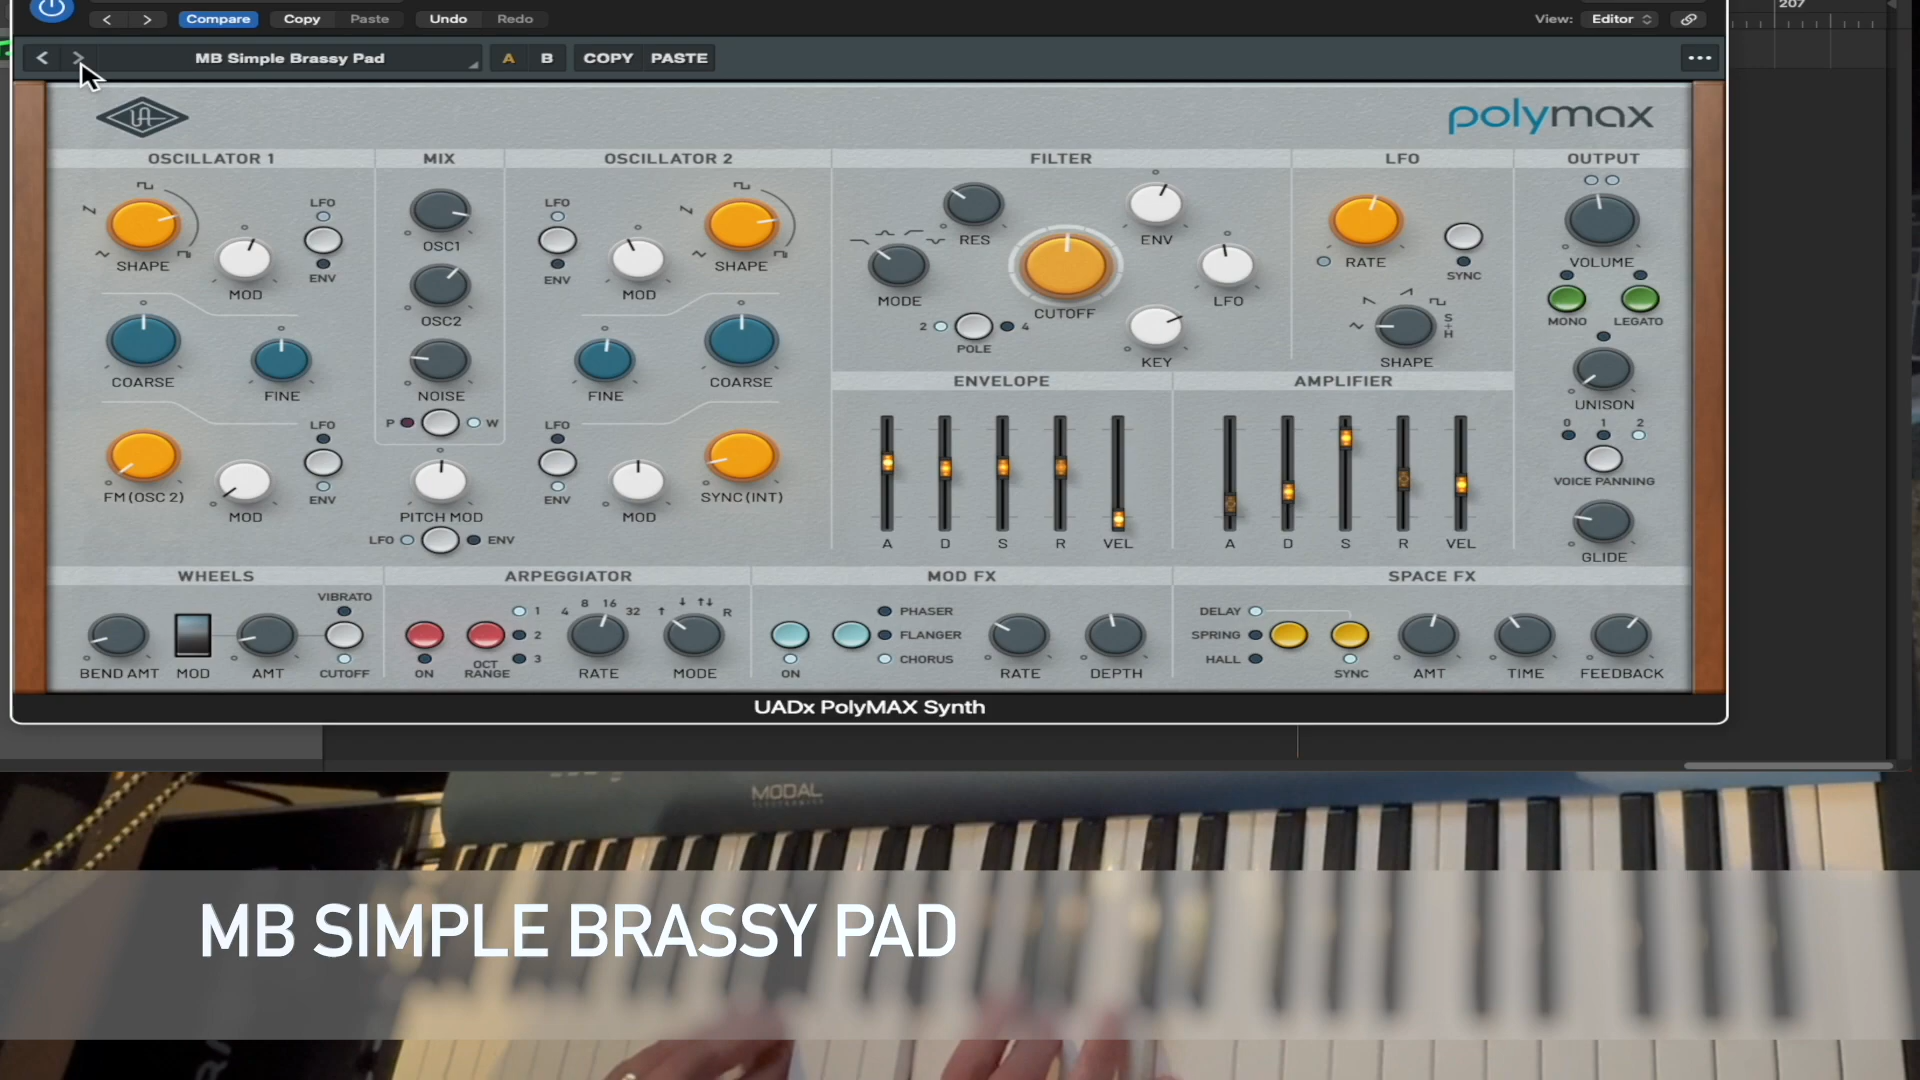 207
Compare Copy Paste Undo Redo View: Editor
MB Simple Brassy Pad A B COPY PASTE
UA polymax
OSCILLATOR 1 MIX OSCILLATOR 2 FILTER LFO OUTPUT
LFO LFO
OSC1 RES ENV
SHAPE ENV ENV SHAPE RATE VOLUME
SYNC
MOD MOD MODE LFO
CUTOFF
OSC2 2 4 MONO LEGATO
S+H
POLE
KEY SHAPE
COARSE FINE NOISE FINE COARSE ENVELOPE AMPLIFIER
UNISON
LFO P W LFO 0 1 2
VOICE PANNING
FM (OSC 2) ENV ENV SYNC (INT)
MOD PITCH MOD MOD
LFO ENV A D S R VEL A D S R VEL
GLIDE
WHEELS ARPEGGIATOR MOD FX SPACE FX
VIBRATO 1 4 8 16 32 R PHASER DELAY
2 FLANGER SPRING
3 CHORUS HALL
BEND AMT MOD AMT CUTOFF ON OCT RANGE RATE MODE ON RATE DEPTH SYNC AMT TIME FEEDBACK
UADx PolyMAX Synth
MODAL
MB SIMPLE BRASSY PAD